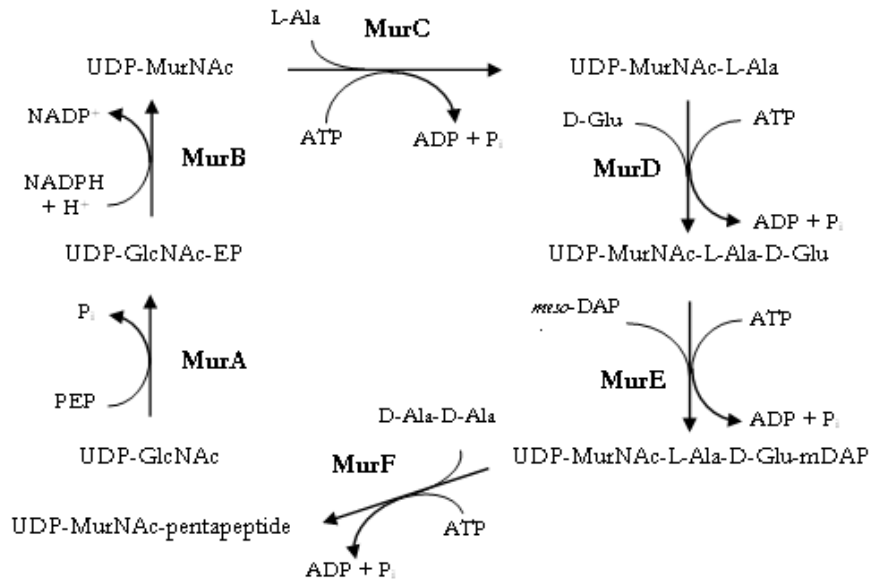 L-Ala
MurC
UDP-MurNAc
UDP-MurNAc-L-Ala
NADP⁺
ATP
ADP + Pᵢ
D-Glu
ATP
MurB
MurD
NADPH
+ H⁺
ADP + Pᵢ
UDP-GlcNAc-EP
UDP-MurNAc-L-Ala-D-Glu
Pᵢ
meso-DAP
ATP
MurA
MurE
PEP
D-Ala-D-Ala
ADP + Pᵢ
UDP-GlcNAc
MurF
UDP-MurNAc-L-Ala-D-Glu-mDAP
UDP-MurNAc-pentapeptide
ATP
ADP + Pᵢ